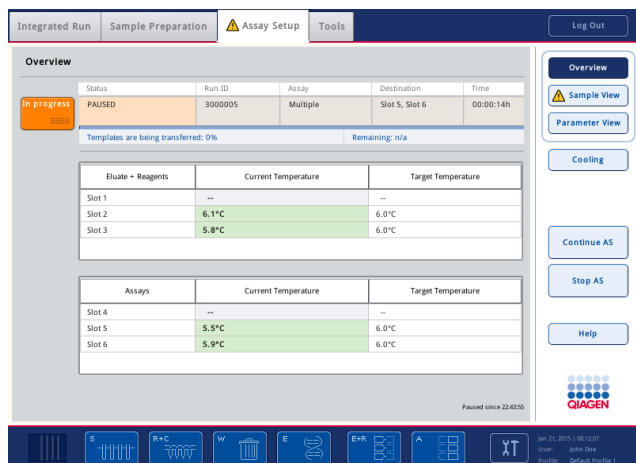 Integrated Run Sample Preparation Assay Setup Tools Log Out
Overview
Overview
Sample View
Parameter View
Cooling
Continue AS
Stop AS
Help
Status Run ID Assay Destination Time
In progress PAUSED 3000005 Multiple Slot 5, Slot 6 00:00:14h
Templates are being transferred: 0% Remaining: n/a
Eluate + Reagents Current Temperature Target Temperature
Slot 1 -- --
Slot 2 6.1°C 6.0°C
Slot 3 5.8°C 6.0°C
Assays Current Temperature Target Temperature
Slot 4 -- --
Slot 5 5.5°C 6.0°C
Slot 6 5.9°C 6.0°C
Paused since 22:43:55
QIAGEN
S R+C W E E+R A
Jan 21, 2015 | 08:12:07
User: John Doe
Profile: Default Profile 1